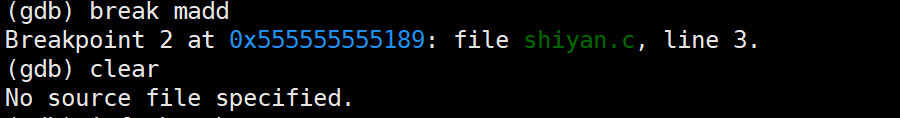 (gdb) break madd
Breakpoint 2 at 0x555555555189: file shiyan.c, line 3.
(gdb) clear
No source file specified.